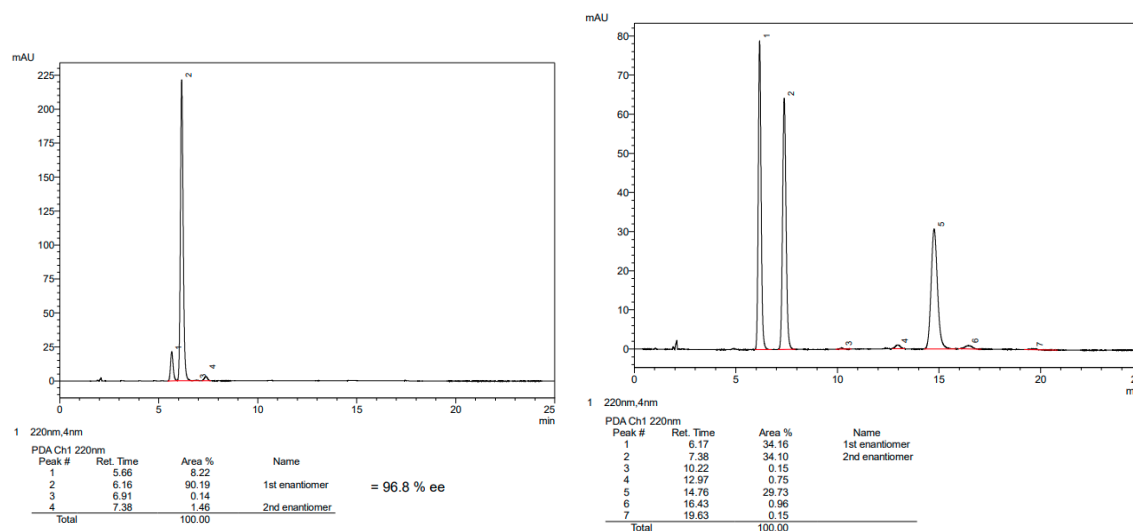 mAU
225
200
175
150
125
100
75
50
25
0
1
2
3
4
0 5 10 15 20 25
min
1 220nm,4nm
PDA Ch1 220nm
Peak # Ret. Time Area % Name
1 5.66 8.22
2 6.16 90.19 1st enantiomer
3 6.91 0.14
4 7.38 1.46 2nd enantiomer
Total 100.00
= 96.8 % ee
mAU
80
70
60
50
40
30
20
10
0
1
2
3
4
5
6
7
0 5 10 15 20
m
1 220nm,4nm
PDA Ch1 220nm
Peak # Ret. Time Area % Name
1 6.17 34.16 1st enantiomer
2 7.38 34.10 2nd enantiomer
3 10.22 0.15
4 12.97 0.75
5 14.76 29.73
6 16.43 0.96
7 19.63 0.15
Total 100.00